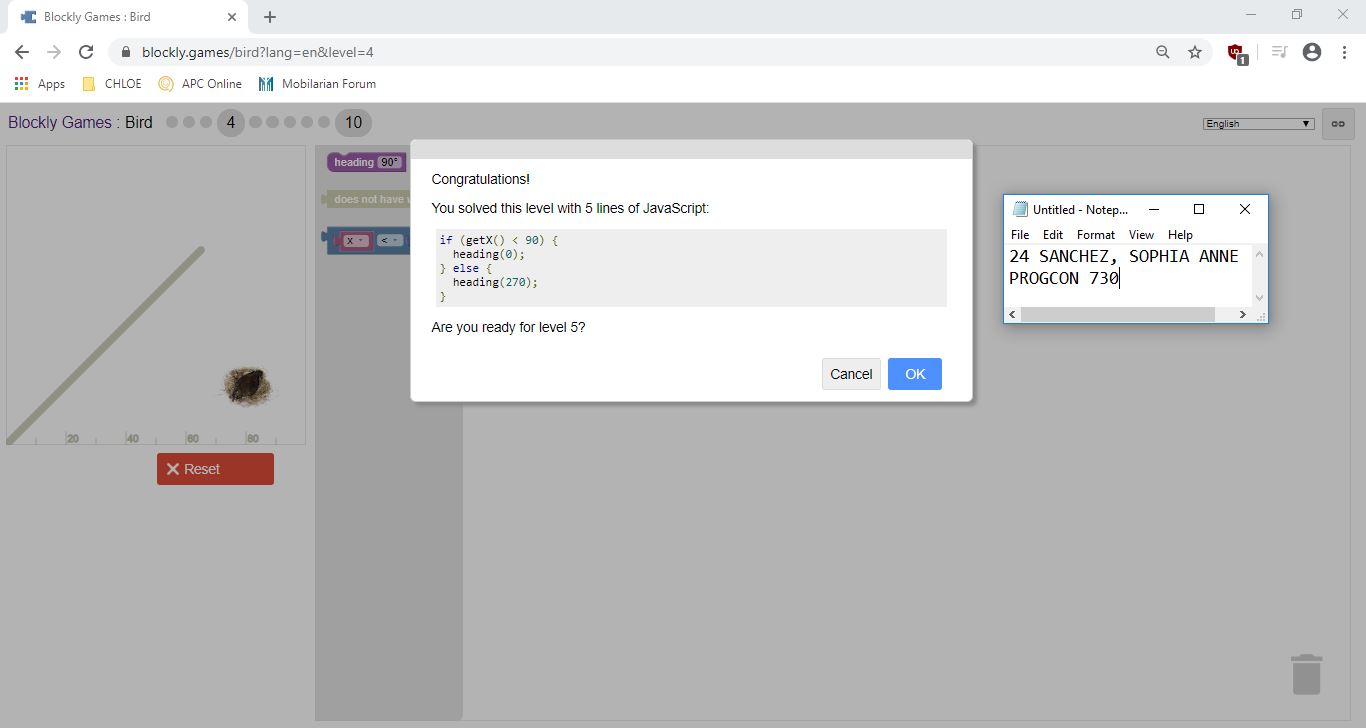 Blockly Games : Bird
blockly.games/bird?lang=en&level=4
1
Apps CHLOE APC Online Mobilarian Forum
Blockly Games : Bird 4 10
English
heading 90°
does not have
x <
20 40 60 80
Reset
Congratulations!
You solved this level with 5 lines of JavaScript:
if (getX() < 90) {
heading(0);
} else {
heading(270);
}
Are you ready for level 5?
Cancel OK
Untitled - Notep...
File Edit Format View Help
24 SANCHEZ, SOPHIA ANNE
PROGCON 730